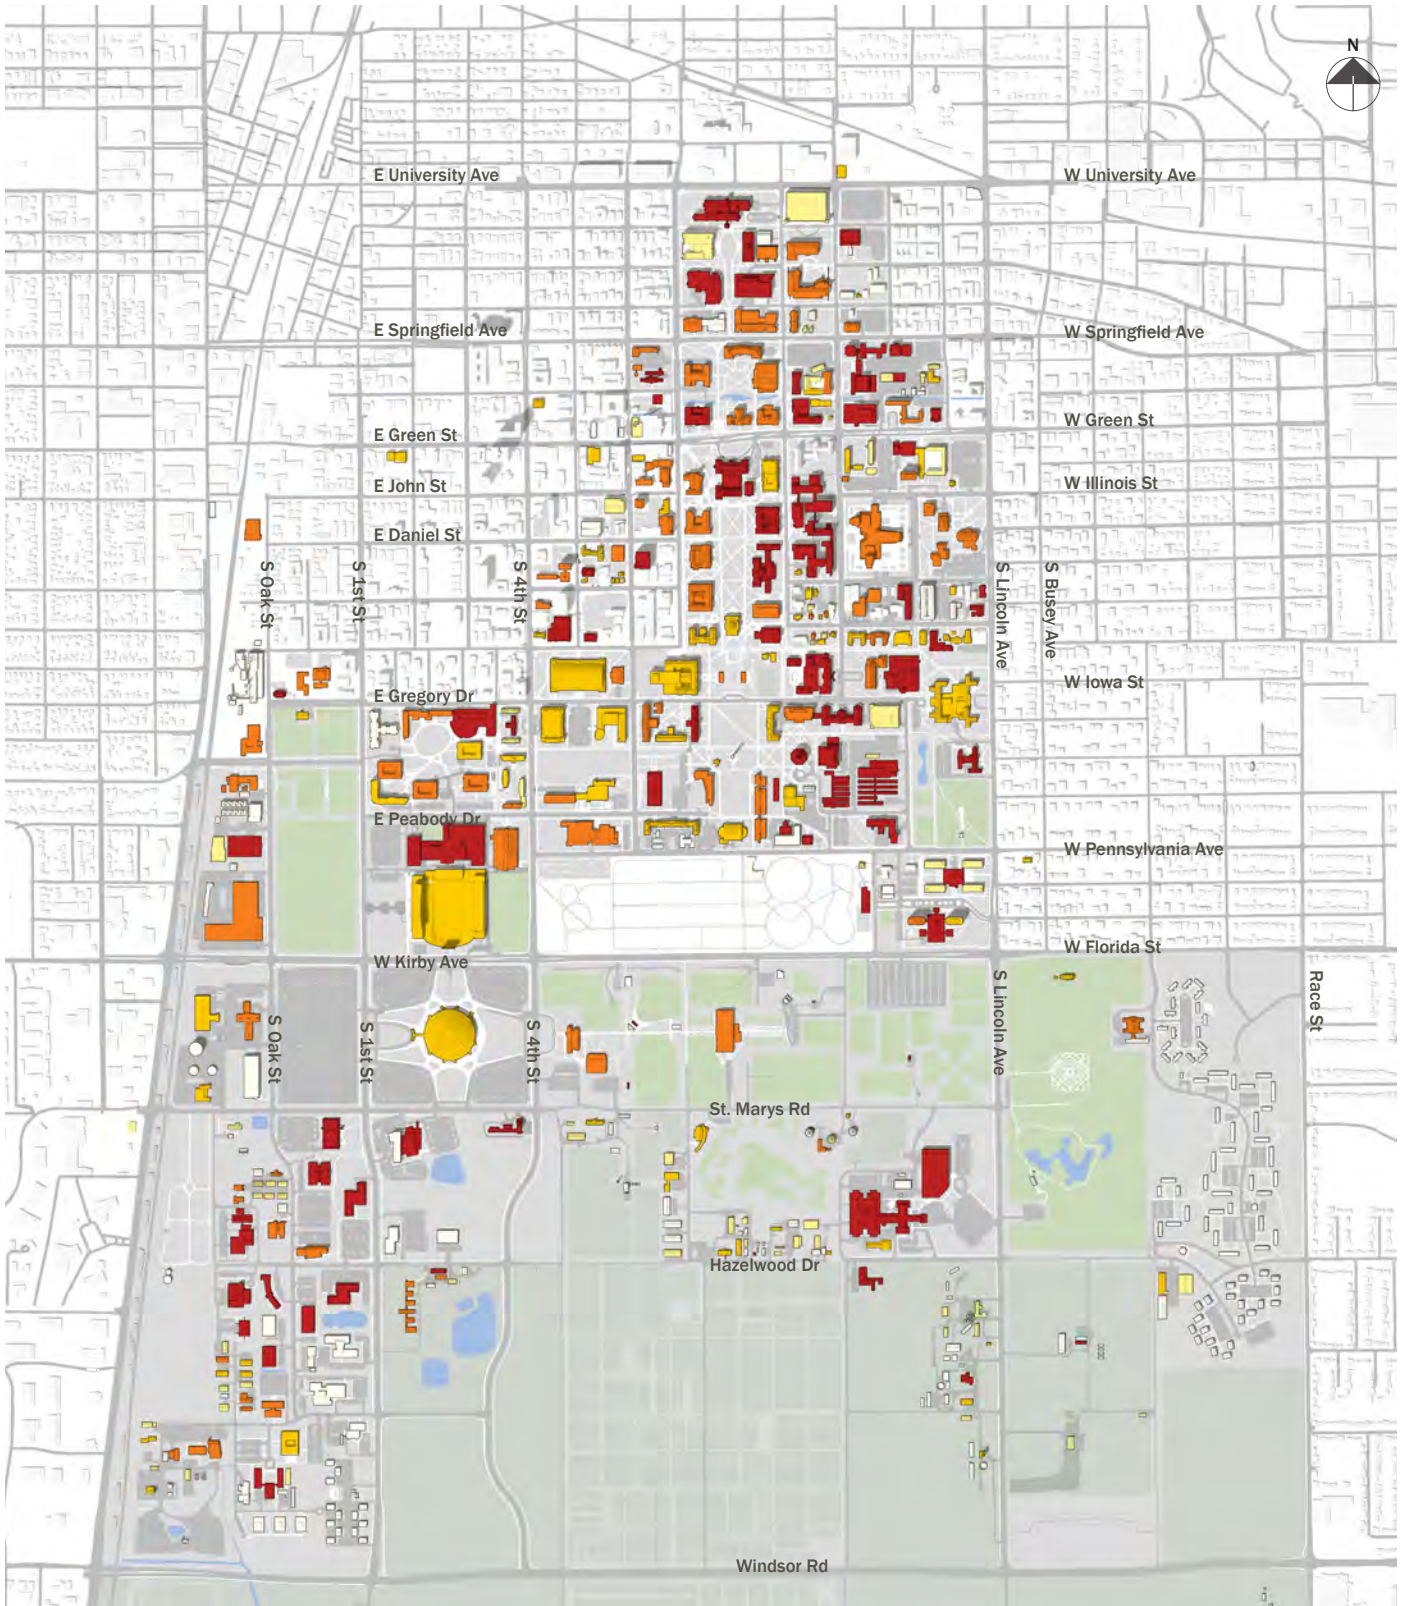 N
E University Ave
W University Ave
E Springfield Ave
W Springfield Ave
E Green St
W Green St
E John St
W Illinois St
E Daniel St
S Oak St
S 1st St
S 4th St
S Lincoln Ave
S Busey Ave
E Gregory Dr
W Iowa St
E Peabody Dr
W Pennsylvania Ave
W Kirby Ave
W Florida St
S Oak St
S 1st St
S 4th St
S Lincoln Ave
Race St
St. Marys Rd
Hazelwood Dr
Windsor Rd